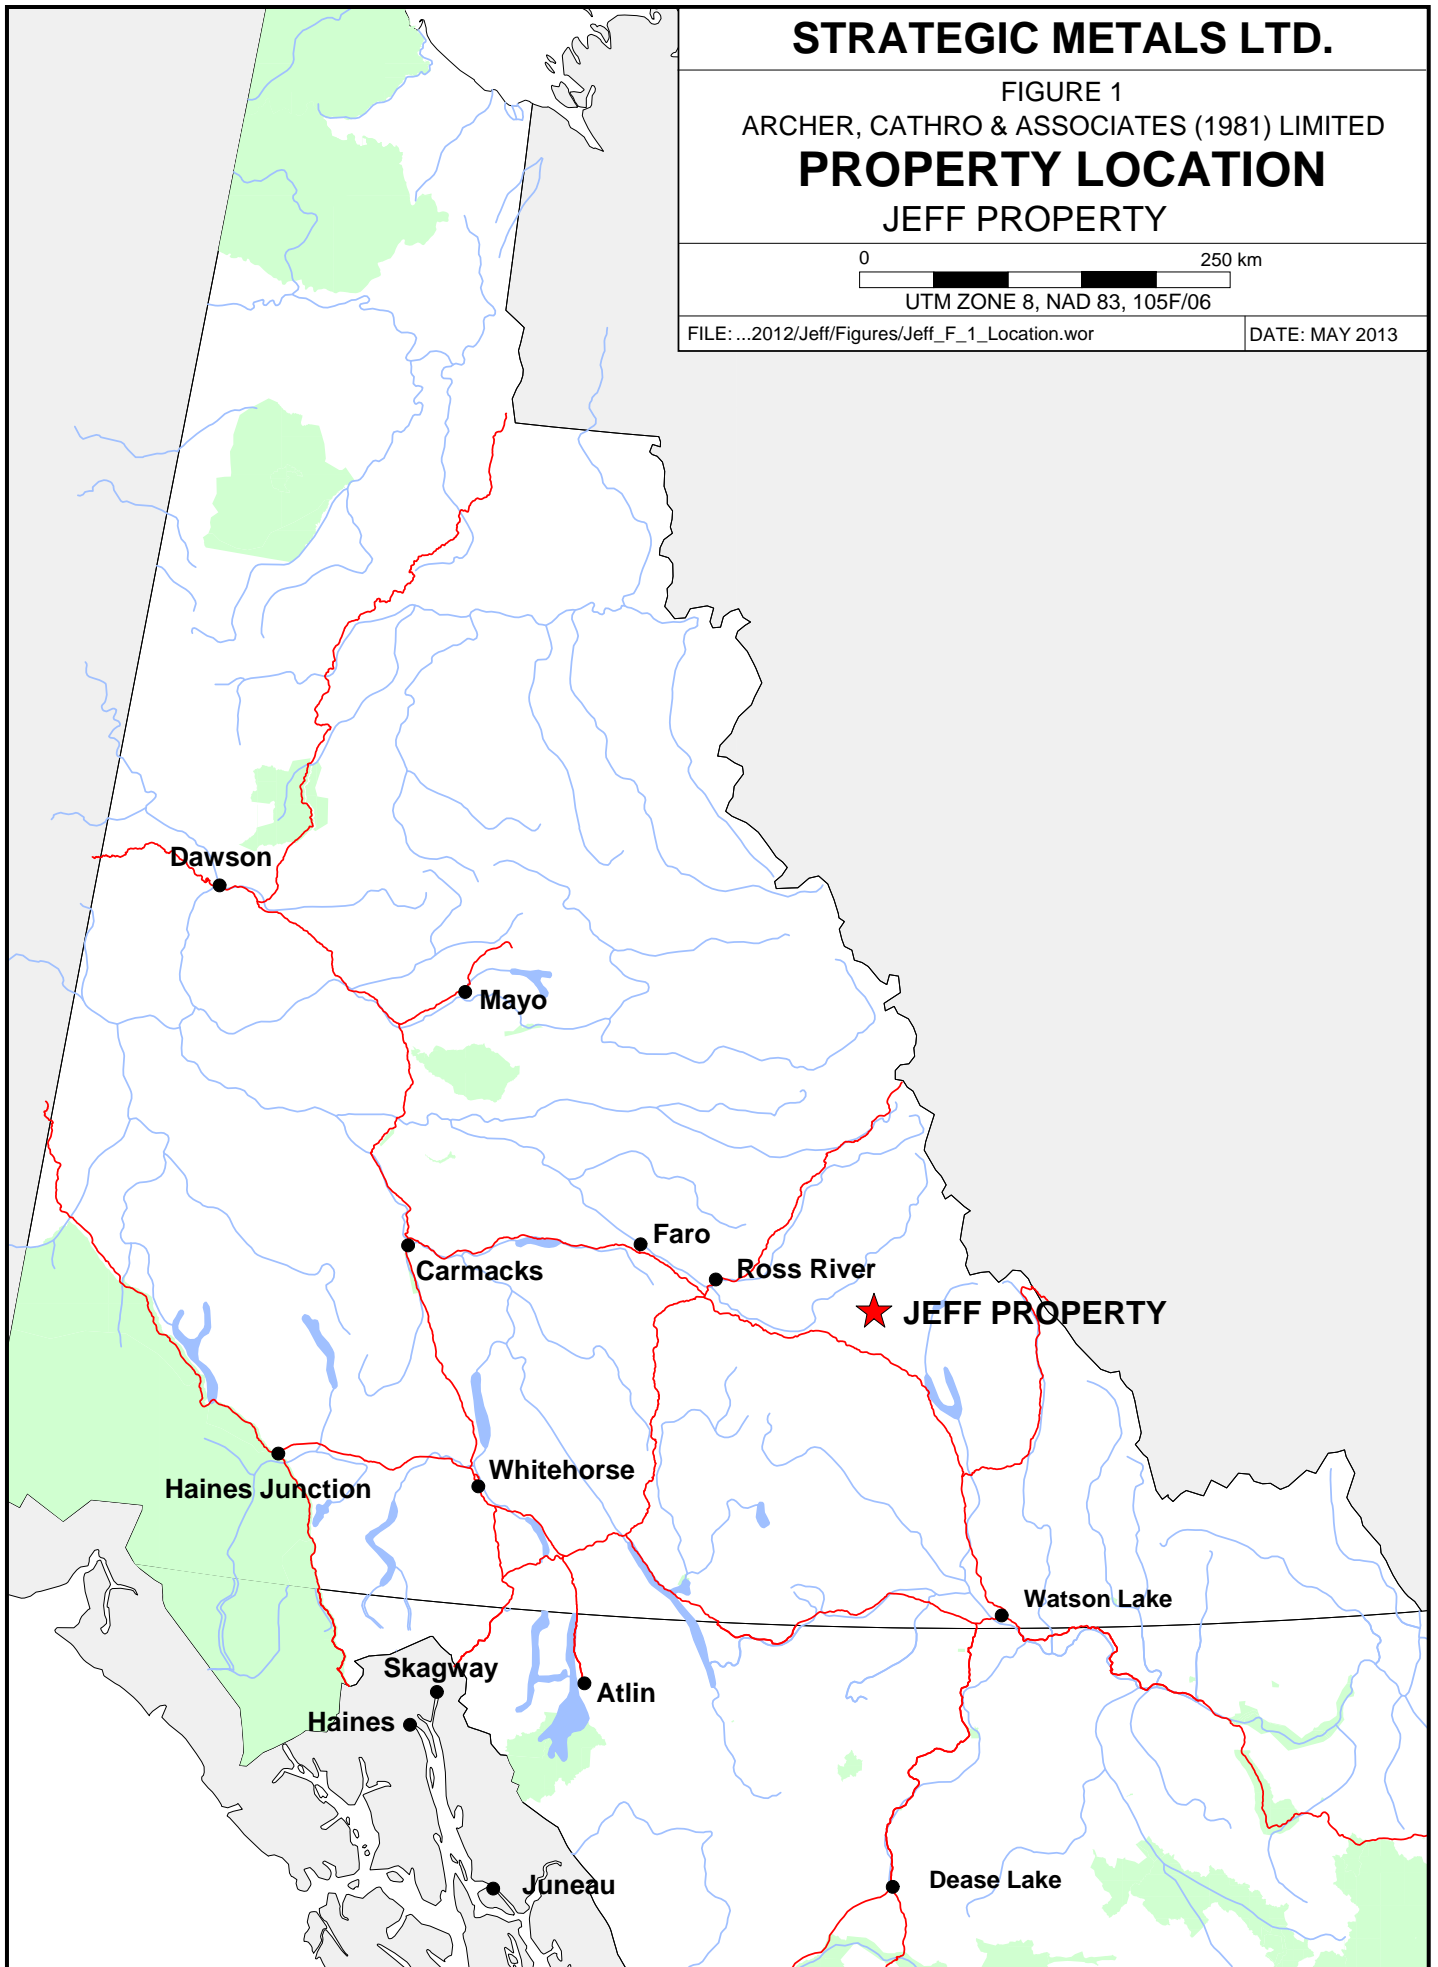 STRATEGIC METALS LTD.
FIGURE 1
ARCHER, CATHRO & ASSOCIATES (1981) LIMITED
PROPERTY LOCATION
JEFF PROPERTY
0 250 km
UTM ZONE 8, NAD 83, 105F/06
FILE: ...2012/Jeff/Figures/Jeff_F_1_Location.wor DATE: MAY 2013
Dawson
Mayo
Faro
Ross River
Carmacks
JEFF PROPERTY
Whitehorse
Haines Junction
Watson Lake
Skagway
Atlin
Haines
Dease Lake
Juneau